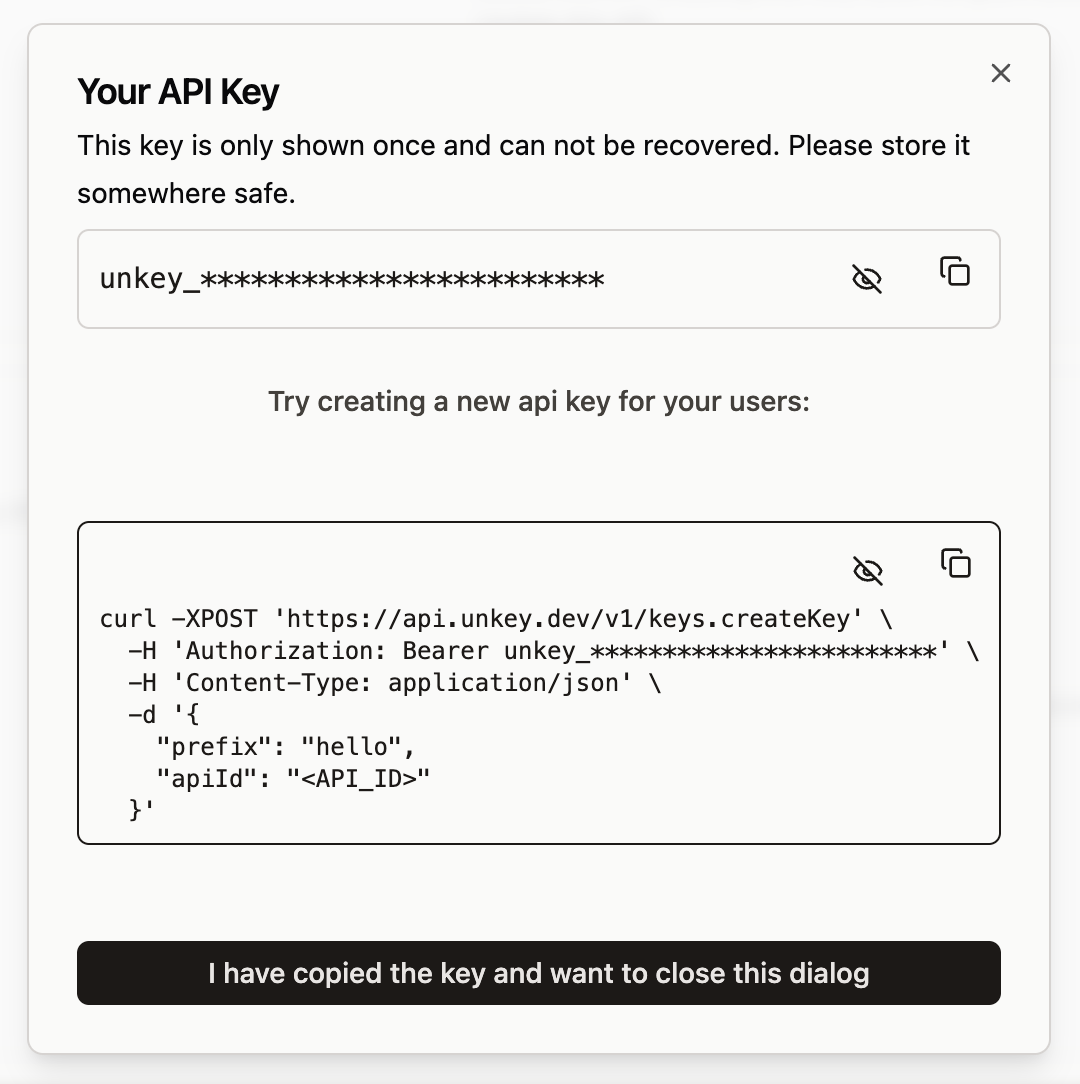 Your API Key
This key is only shown once and can not be recovered. Please store it
somewhere safe.
unkey_************************
Try creating a new api key for your users:
curl -XPOST 'https://api.unkey.dev/v1/keys.createKey' \
  -H 'Authorization: Bearer unkey_************************' \
  -H 'Content-Type: application/json' \
  -d '{
    "prefix": "hello",
    "apiId": "<API_ID>"
  }'
I have copied the key and want to close this dialog